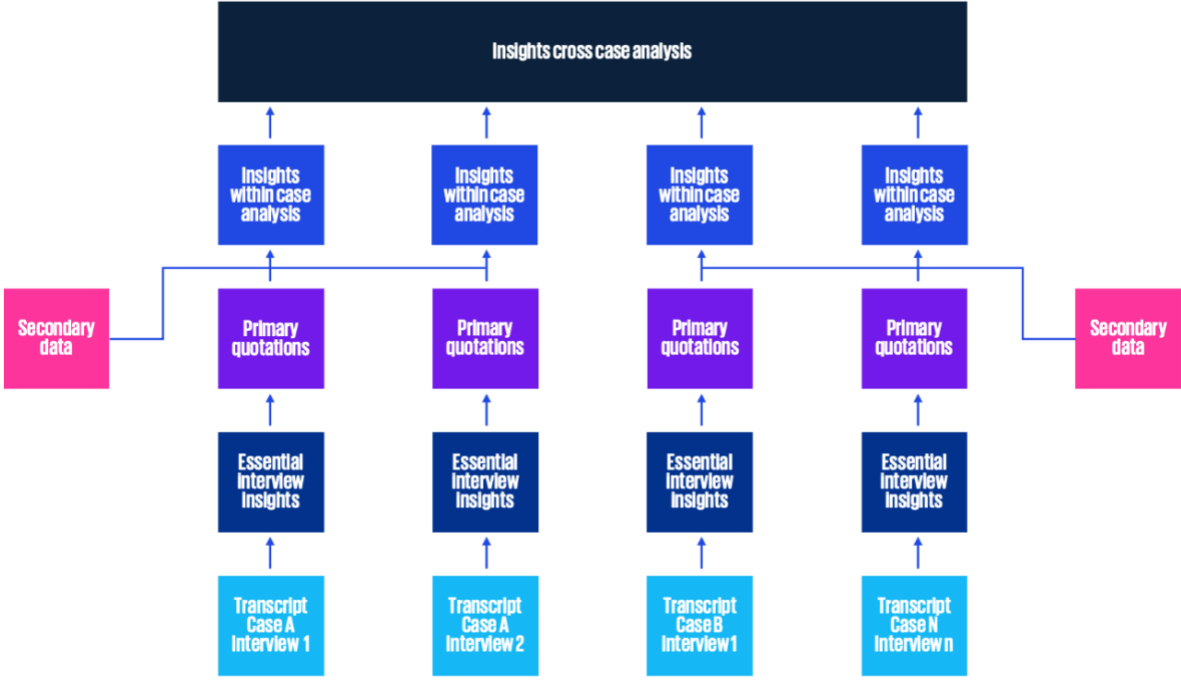 Insights cross case analysis
Insights
within case
analysis
Insights
within case
analysis
Insights
within case
analysis
Insights
within case
analysis
Secondary
data
Primary
quotations
Primary
quotations
Primary
quotations
Primary
quotations
Secondary
data
Essential
Interview
Insights
Essential
Interview
Insights
Essential
Interview
Insights
Essential
Interview
Insights
Transcript
Case A
Interview 1
Transcript
Case A
Interview 2
Transcript
Case B
Interview 1
Transcript
Case N
Interview n